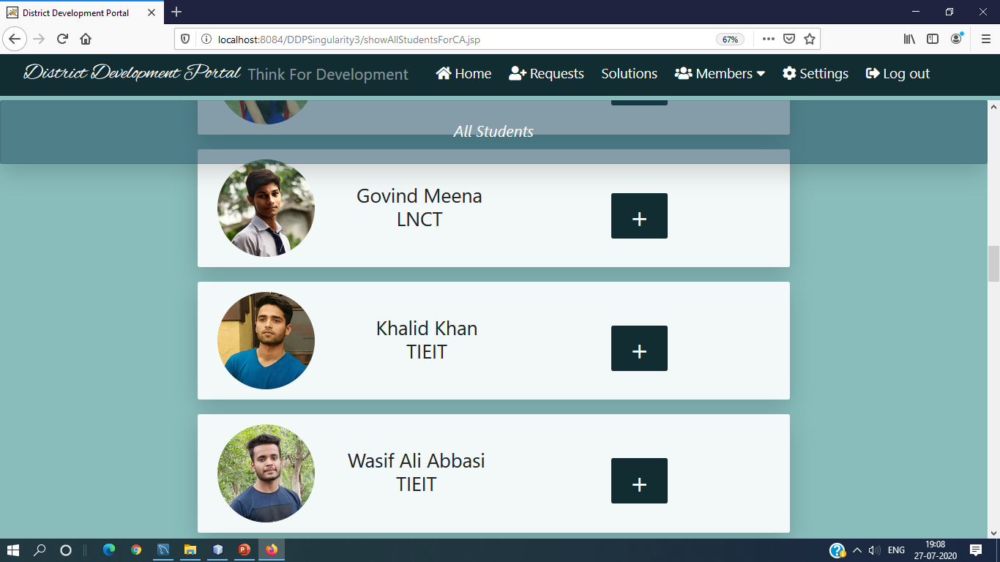 District Development Portal
localhost:8084/DDPSingularity3/showAllStudentsForCA.jsp
67%
District Development Portal Think For Development Home Requests Solutions Members Settings Log out
All Students
Govind Meena
LNCT
+
Khalid Khan
TIEIT
+
Wasif Ali Abbasi
TIEIT
+
ENG
19:08
27-07-2020